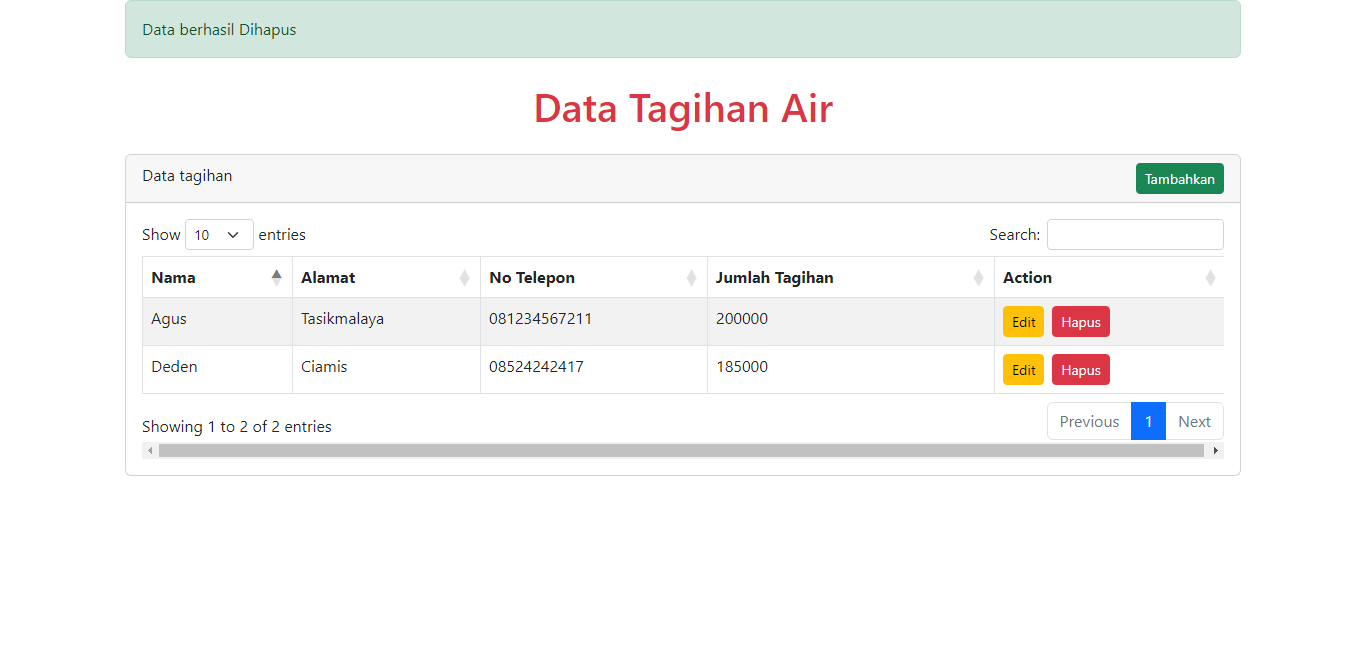 Data berhasil Dihapus
Data Tagihan Air
Data tagihan Tambahkan
Show 10 entries Search:
Nama Alamat No Telepon Jumlah Tagihan Action
Agus Tasikmalaya 081234567211 200000 Edit Hapus
Deden Ciamis 08524242417 185000 Edit Hapus
Showing 1 to 2 of 2 entries Previous 1 Next